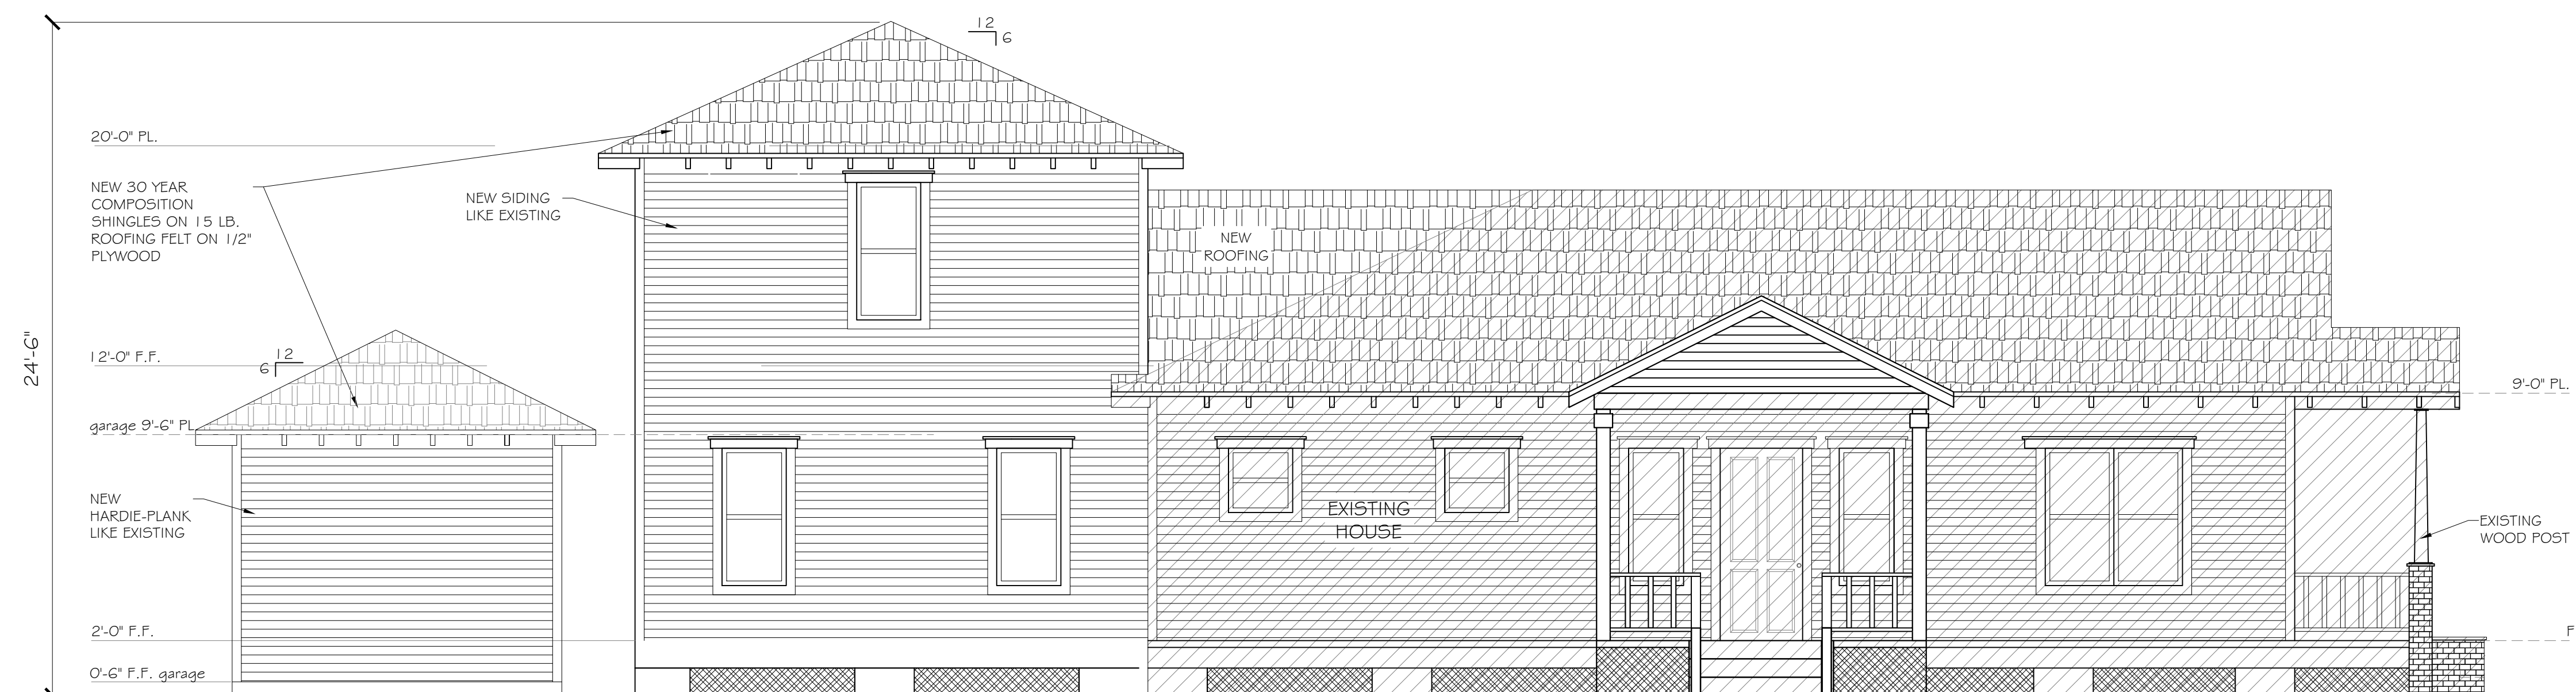 12
6
20'-0" PL.
NEW 30 YEAR
COMPOSITION
SHINGLES ON 15 LB.
ROOFING FELT ON 1/2"
PLYWOOD
NEW SIDING
LIKE EXISTING
NEW
ROOFING
24'-6"
12'-0" F.F.
12
6
9'-0" PL.
garage 9'-6" PL.
NEW
HARDIE-PLANK
LIKE EXISTING
EXISTING
HOUSE
EXISTING
WOOD POST
2'-0" F.F.
F
0'-6" F.F. garage